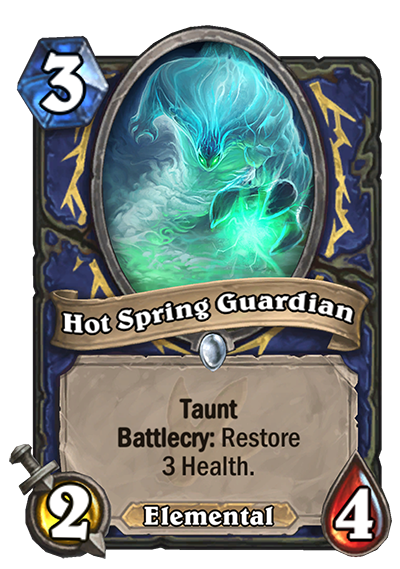 3
Hot Spring Guardian
Taunt
Battlecry: Restore
3 Health.
2
Elemental
4